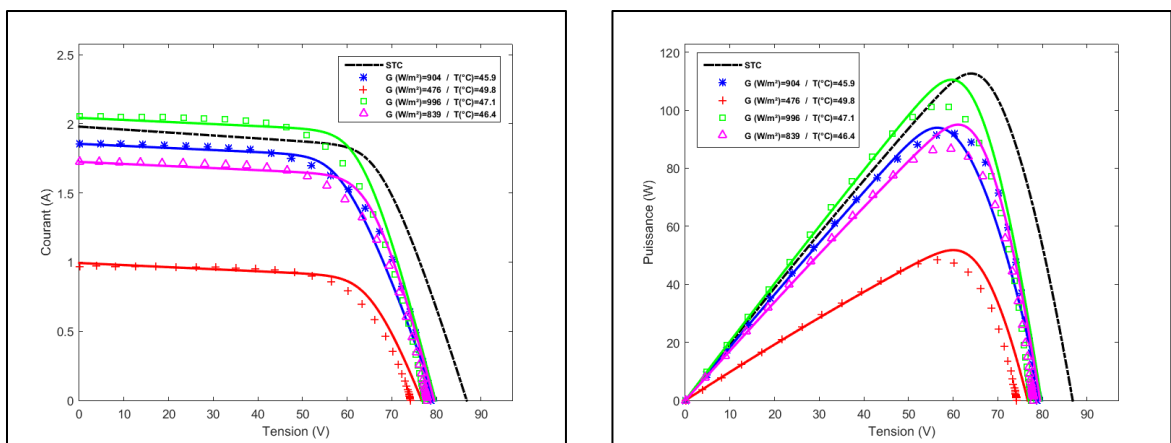 2.5
2
1.5
1
0.5
0
Courant (A)
0 10 20 30 40 50 60 70 80 90
Tension (V)
STC
G (W/m²)=904 / T(°C)=45.9
G (W/m²)=476 / T(°C)=49.8
G (W/m²)=996 / T(°C)=47.1
G (W/m²)=839 / T(°C)=46.4
120
100
80
60
40
20
0
Puissance (W)
0 10 20 30 40 50 60 70 80 90
Tension (V)
STC
G (W/m²)=904 / T(°C)=45.9
G (W/m²)=476 / T(°C)=49.8
G (W/m²)=996 / T(°C)=47.1
G (W/m²)=839 / T(°C)=46.4